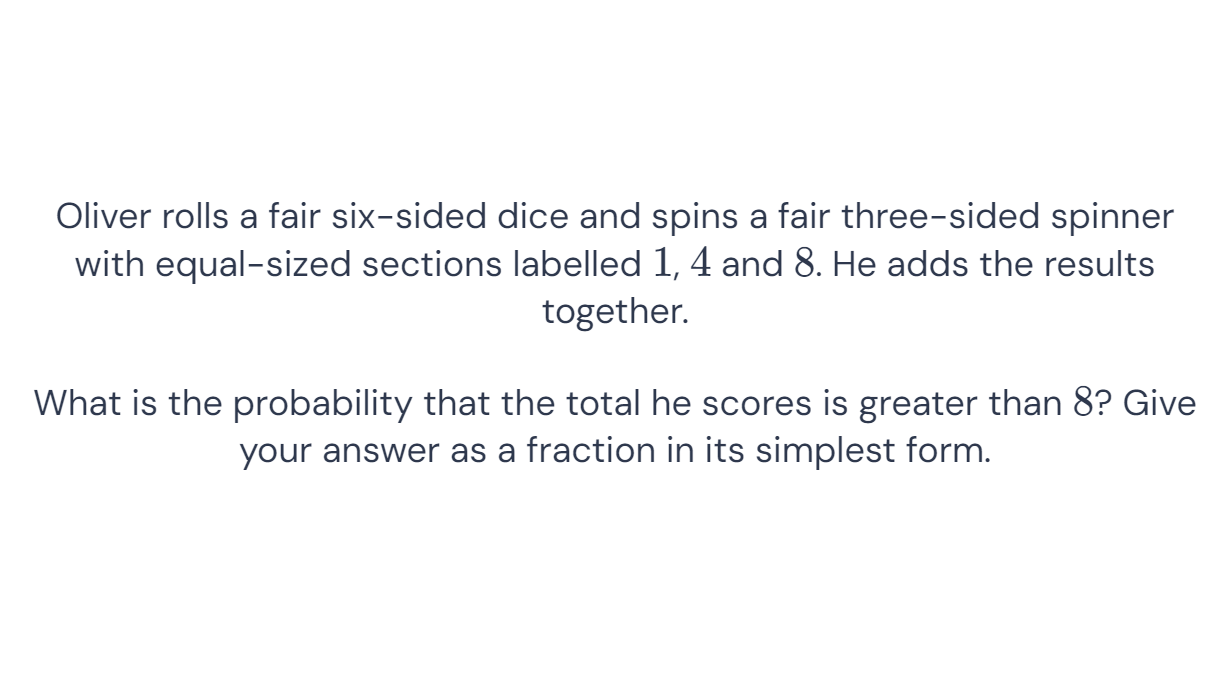 Oliver rolls a fair six-sided dice and spins a fair three-sided spinner
with equal-sized sections labelled 1, 4 and 8. He adds the results
together.
What is the probability that the total he scores is greater than 8? Give
your answer as a fraction in its simplest form.